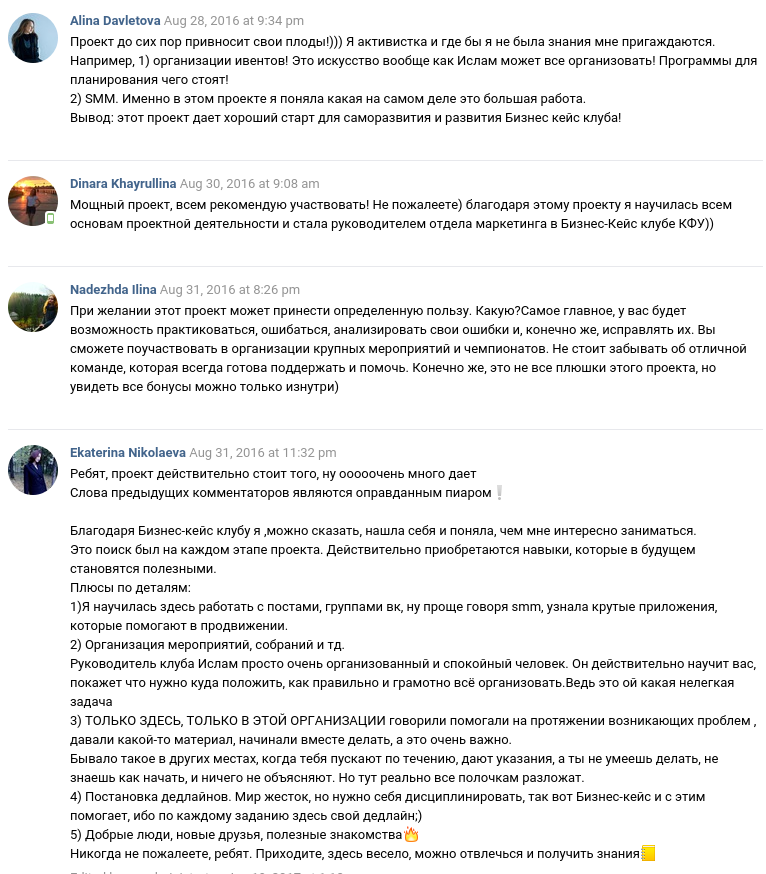 Alina Davletova Aug 28, 2016 at 9:34 pm
Проект до сих пор привносит свои плоды!))) Я активистка и где бы я не была знания мне пригаждаются.
Например, 1) организации ивентов! Это искусство вообще как Ислам может все организовать! Программы для
планирования чего стоят!
2) SMM. Именно в этом проекте я поняла какая на самом деле это большая работа.
Вывод: этот проект дает хороший старт для саморазвития и развития Бизнес кейс клуба!
Dinara Khayrullina Aug 30, 2016 at 9:08 am
Мощный проект, всем рекомендую участвовать! Не пожалеете) благодаря этому проекту я научилась всем
основам проектной деятельности и стала руководителем отдела маркетинга в Бизнес-Кейс клубе КФУ))
Nadezhda Ilina Aug 31, 2016 at 8:26 pm
При желании этот проект может принести определенную пользу. Какую?Самое главное, у вас будет
возможность практиковаться, ошибаться, анализировать свои ошибки и, конечно же, исправлять их. Вы
сможете поучаствовать в организации крупных мероприятий и чемпионатов. Не стоит забывать об отличной
команде, которая всегда готова поддержать и помочь. Конечно же, это не все плюшки этого проекта, но
увидеть все бонусы можно только изнутри)
Ekaterina Nikolaeva Aug 31, 2016 at 11:32 pm
Ребят, проект действительно стоит того, ну ооооочень много дает
Слова предыдущих комментаторов являются оправданным пиаром❕
Благодаря Бизнес-кейс клубу я ,можно сказать, нашла себя и поняла, чем мне интересно заниматься.
Это поиск был на каждом этапе проекта. Действительно приобретаются навыки, которые в будущем
становятся полезными.
Плюсы по деталям:
1)Я научилась здесь работать с постами, группами вк, ну проще говоря smm, узнала крутые приложения,
которые помогают в продвижении.
2) Организация мероприятий, собраний и тд.
Руководитель клуба Ислам просто очень организованный и спокойный человек. Он действительно научит вас,
покажет что нужно куда положить, как правильно и грамотно всё организовать.Ведь это ой какая нелегкая
задача
3) ТОЛЬКО ЗДЕСЬ, ТОЛЬКО В ЭТОЙ ОРГАНИЗАЦИИ говорили помогали на протяжении возникающих проблем ,
давали какой-то материал, начинали вместе делать, а это очень важно.
Бывало такое в других местах, когда тебя пускают по течению, дают указания, а ты не умеешь делать, не
знаешь как начать, и ничего не объясняют. Но тут реально все полочкам разложат.
4) Постановка дедлайнов. Мир жесток, но нужно себя дисциплинировать, так вот Бизнес-кейс и с этим
помогает, ибо по каждому заданию здесь свой дедлайн;)
5) Добрые люди, новые друзья, полезные знакомства🔥
Никогда не пожалеете, ребят. Приходите, здесь весело, можно отвлечься и получить знания📒